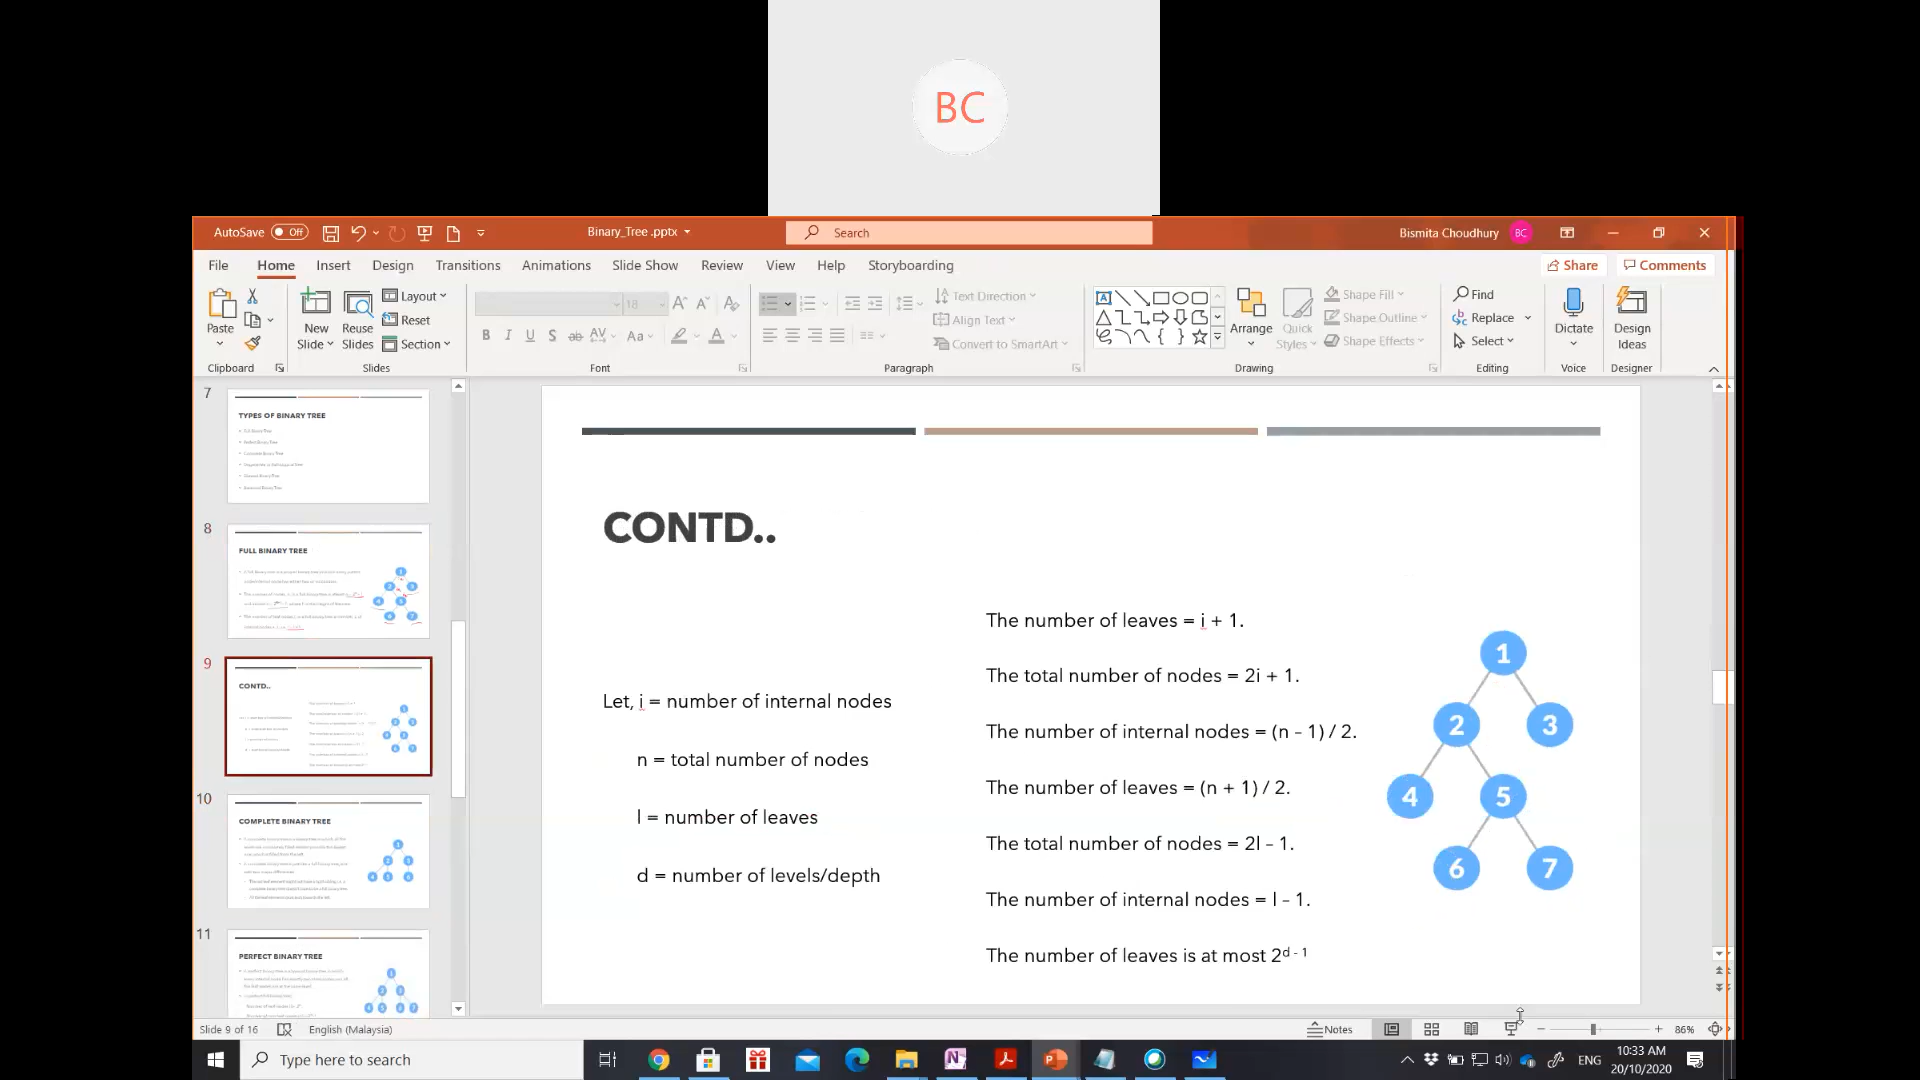 BC
AutoSave Off
Binary_Tree .pptx
Search
Bismita Choudhury BC
File Home Insert Design Transitions Animations Slide Show Review View Help Storyboarding
Share Comments
Paste
New Slide
Reuse Slides
Layout
Reset
Section
18
Text Direction
Align Text
Convert to SmartArt
Arrange
Quick Styles
Shape Fill
Shape Outline
Shape Effects
Find
Replace
Select
Dictate
Design Ideas
Clipboard Slides Font Paragraph Drawing Editing Voice Designer
7
TYPES OF BINARY TREE
8
FULL BINARY TREE
9
CONTD..
10
COMPLETE BINARY TREE
11
PERFECT BINARY TREE
CONTD..
Let, i = number of internal nodes
n = total number of nodes
l = number of leaves
d = number of levels/depth
The number of leaves = i + 1.
The total number of nodes = 2i + 1.
The number of internal nodes = (n – 1) / 2.
The number of leaves = (n + 1) / 2.
The total number of nodes = 2l – 1.
The number of internal nodes = l – 1.
The number of leaves is at most 2^d - 1
1
2 3
4 5
6 7
Slide 9 of 16 English (Malaysia)
Notes
86%
Type here to search
ENG
10:33 AM
20/10/2020